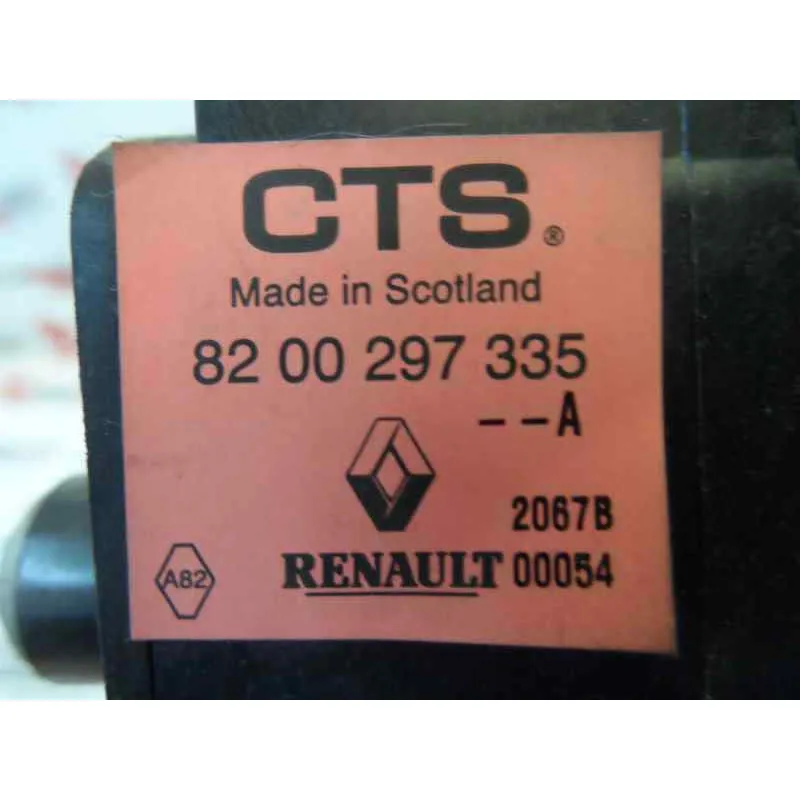 CTS®
Made in Scotland
82 00 297 335
--A
2067B
A82 RENAULT 00054